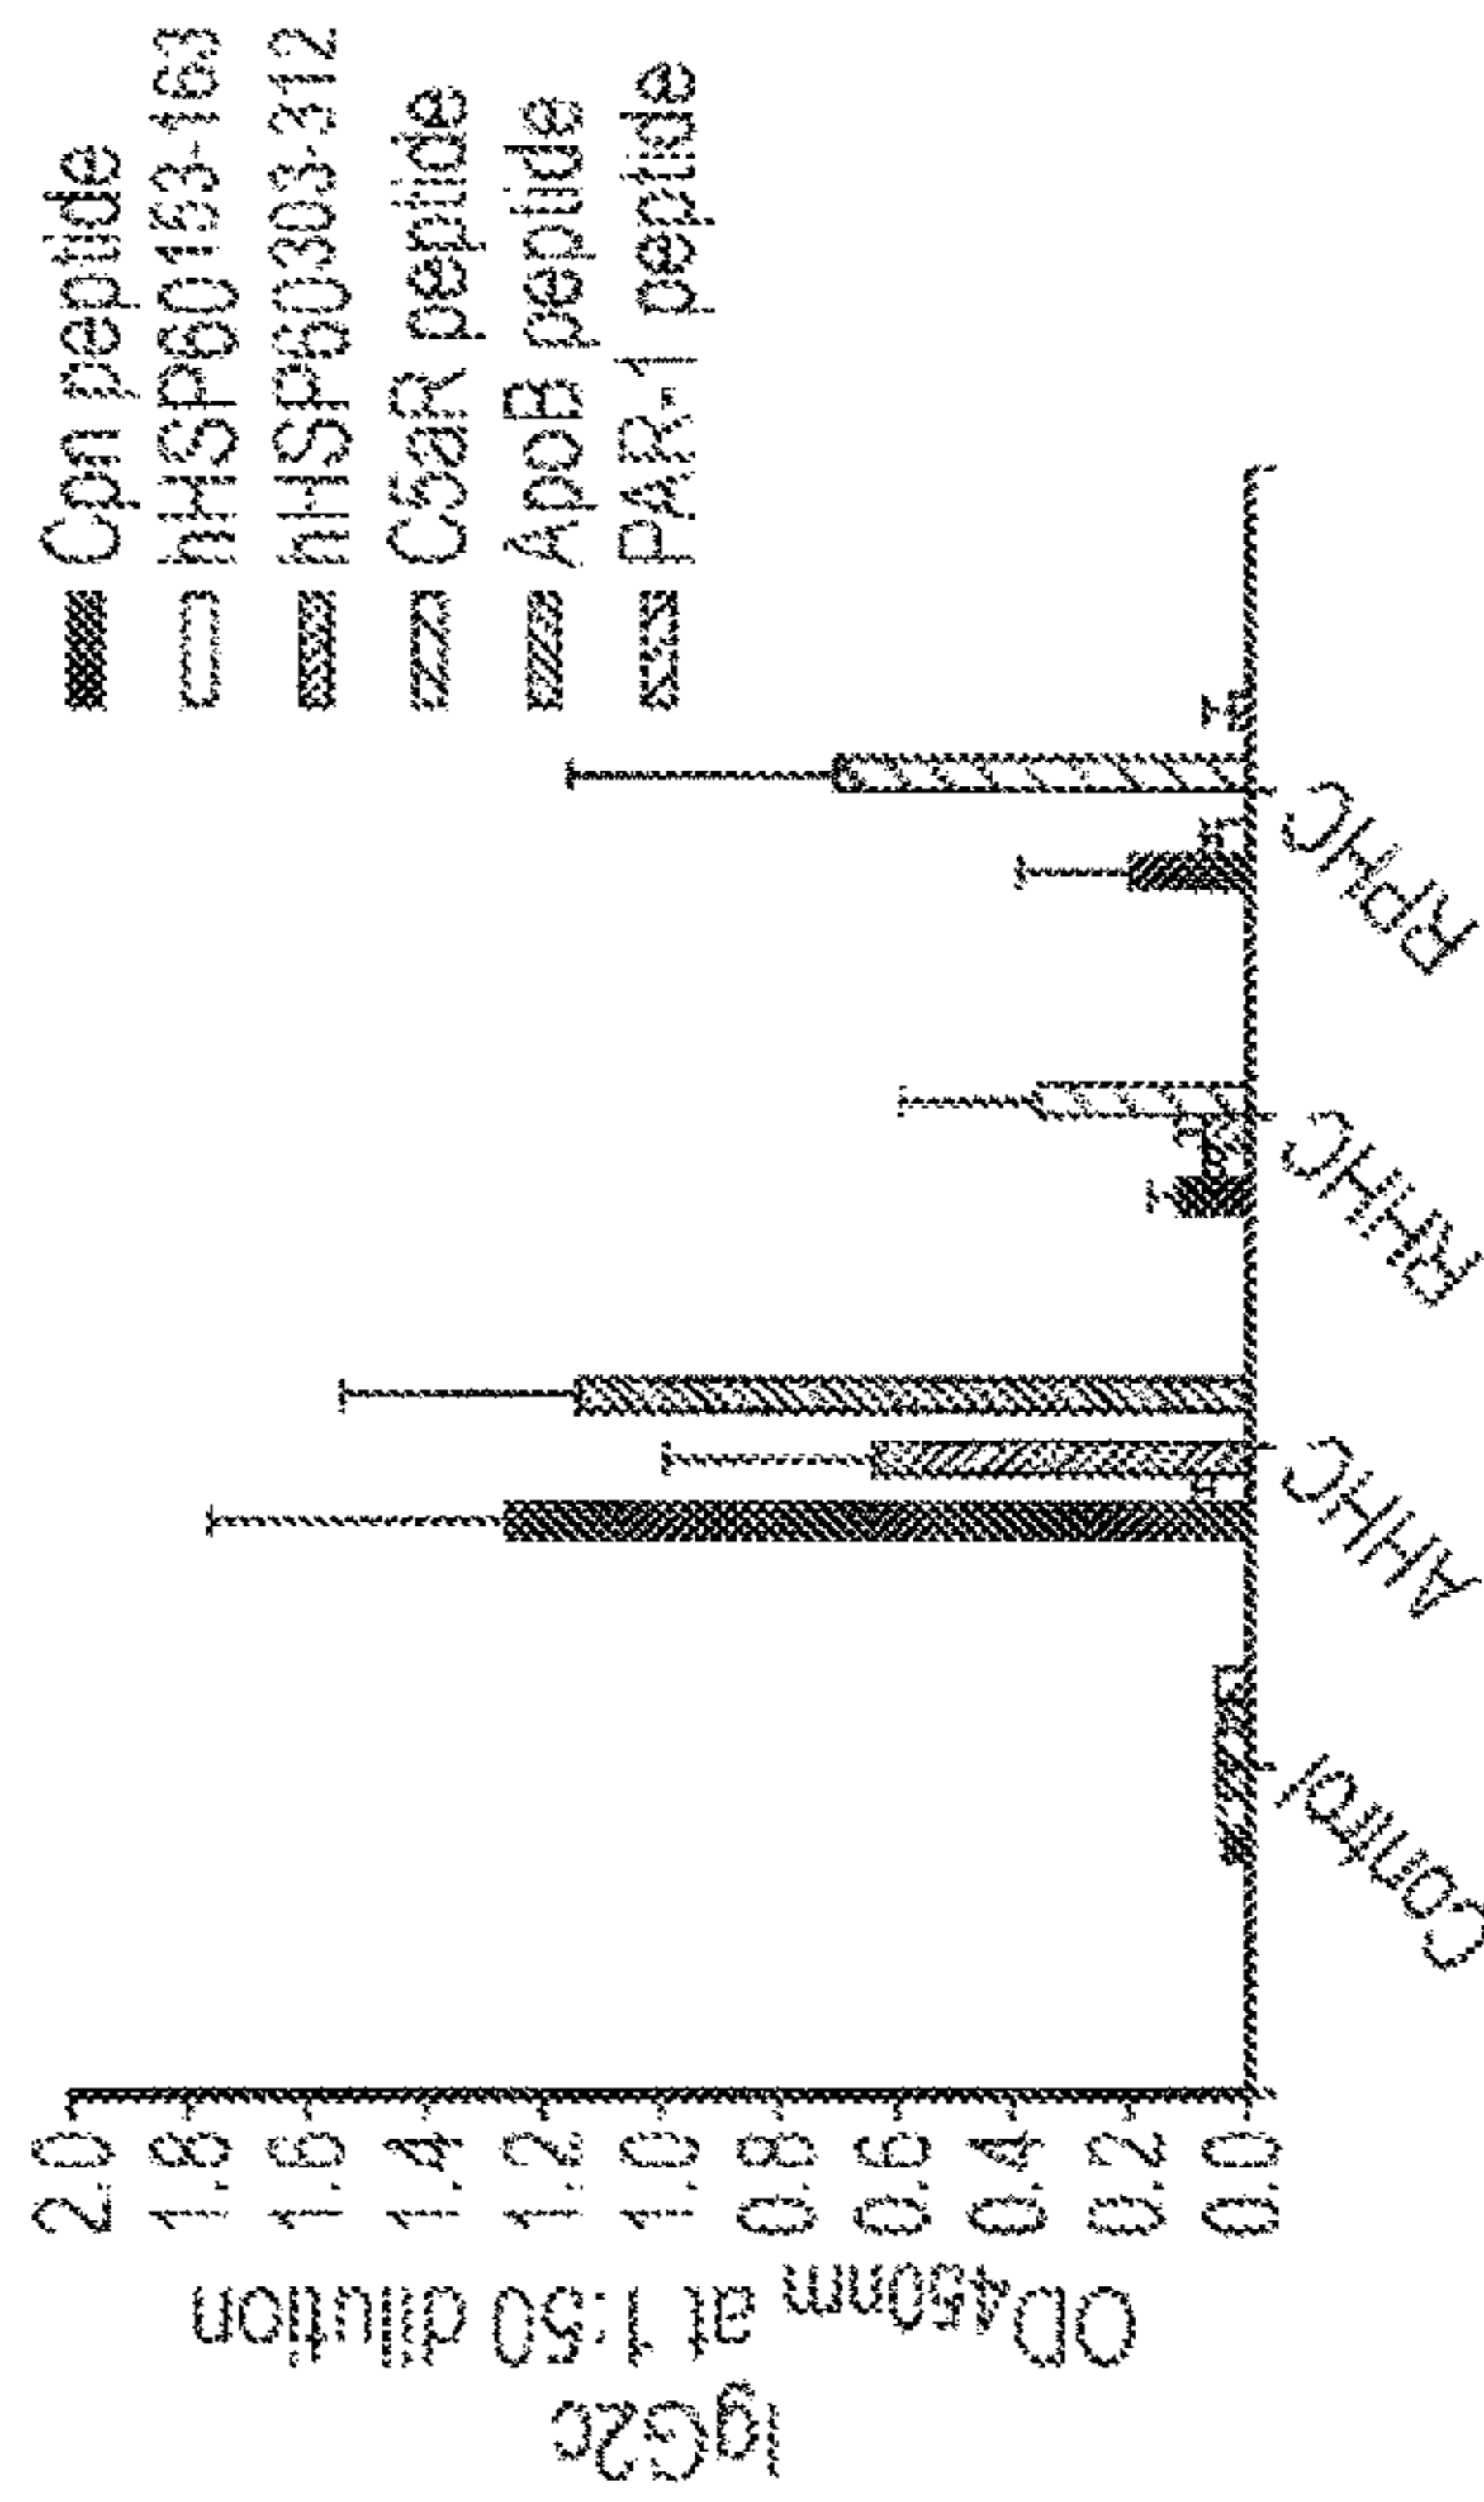 IgG2c
OD450nm at 1:50 dilution
2.0
1.8
1.6
1.4
1.2
1.0
0.8
0.6
0.4
0.2
0.0
Control
AHHC
RHHC
RPHC
Cpn peptide
hHSP60153-163
hHSP60303-312
C5aR peptide
ApoB peptide
PAR-1 peptide